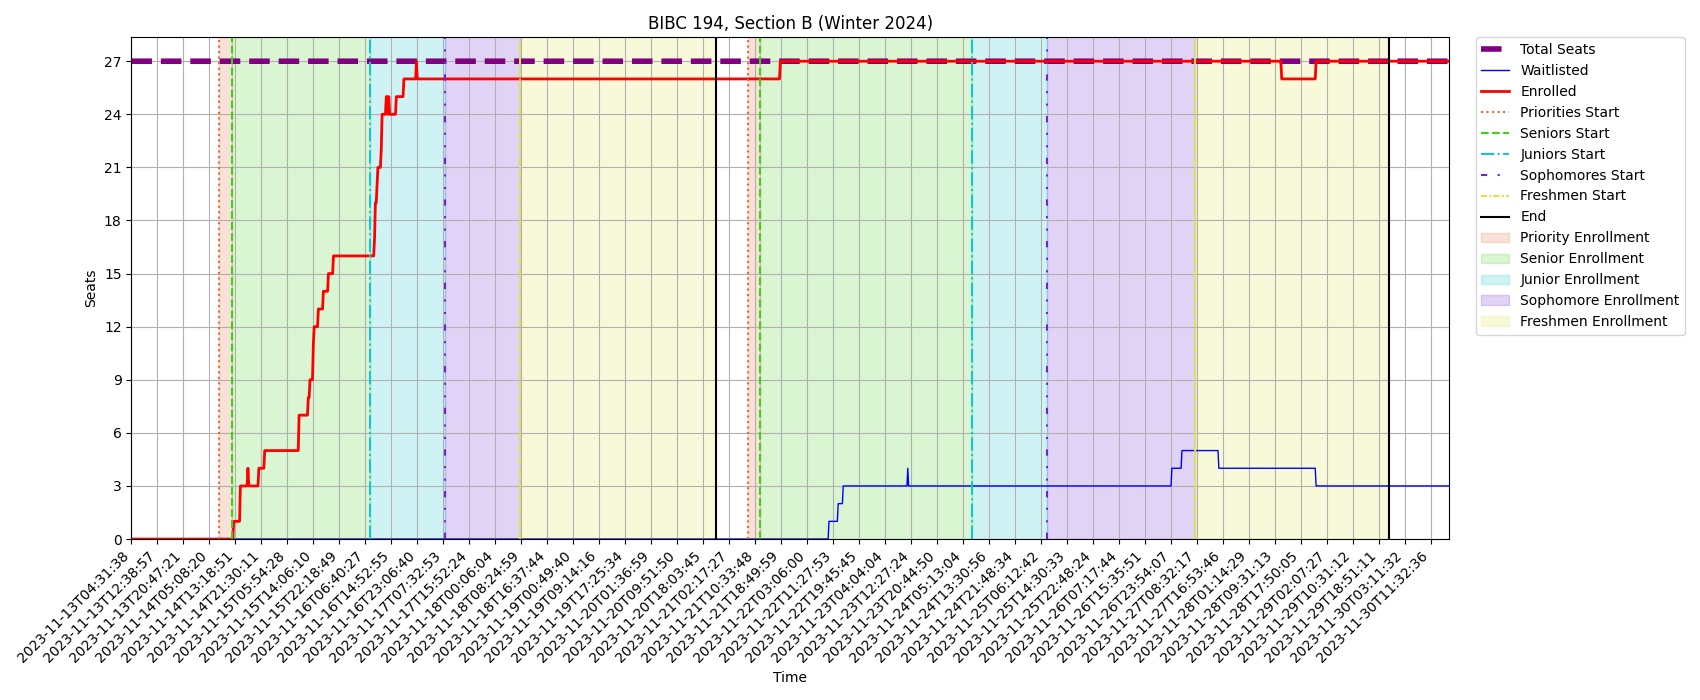 BIBC 194, Section B (Winter 2024)
Seats
27
24
21
18
15
12
9
6
3
0
2023-11-13T04:31:38
2023-11-13T12:38:57
2023-11-13T20:47:21
2023-11-14T05:08:20
2023-11-14T13:18:51
2023-11-14T21:30:11
2023-11-15T05:54:28
2023-11-15T14:06:10
2023-11-15T22:18:49
2023-11-16T06:40:27
2023-11-16T14:52:55
2023-11-16T23:06:40
2023-11-17T07:32:53
2023-11-17T15:52:24
2023-11-18T00:06:04
2023-11-18T08:24:59
2023-11-18T16:37:44
2023-11-19T00:49:40
2023-11-19T09:14:16
2023-11-19T17:25:34
2023-11-20T01:36:59
2023-11-20T09:51:50
2023-11-20T18:03:45
2023-11-21T02:17:27
2023-11-21T10:33:48
2023-11-21T18:49:59
2023-11-22T03:06:00
2023-11-22T11:27:53
2023-11-22T19:45:45
2023-11-23T04:04:04
2023-11-23T12:27:24
2023-11-23T20:44:50
2023-11-24T05:13:04
2023-11-24T13:30:56
2023-11-24T21:48:34
2023-11-25T06:12:42
2023-11-25T14:30:33
2023-11-25T22:48:24
2023-11-26T07:17:44
2023-11-26T15:35:51
2023-11-26T23:54:07
2023-11-27T08:32:17
2023-11-27T16:53:46
2023-11-28T01:14:29
2023-11-28T09:31:13
2023-11-28T17:50:05
2023-11-29T02:07:27
2023-11-29T10:31:12
2023-11-29T18:51:11
2023-11-30T03:11:32
2023-11-30T11:32:36
Time
Total Seats
Waitlisted
Enrolled
Priorities Start
Seniors Start
Juniors Start
Sophomores Start
Freshmen Start
End
Priority Enrollment
Senior Enrollment
Junior Enrollment
Sophomore Enrollment
Freshmen Enrollment